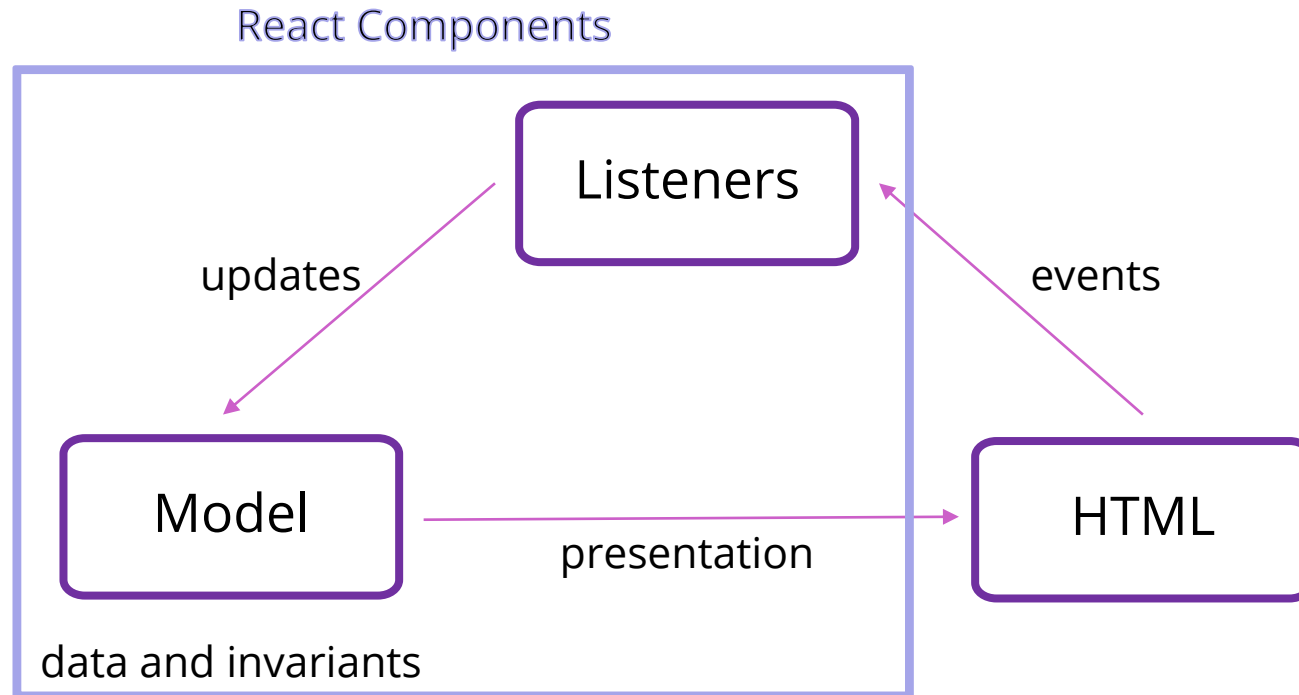 React Components
Listeners
updates
events
Model
HTML
presentation
data and invariants